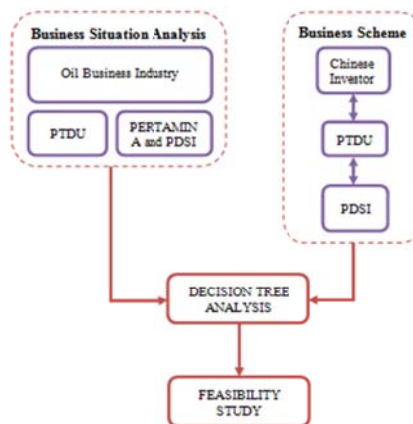 Business Situation Analysis
Oil Business Industry
PTDU
PERTAMIN
A and PDSI
Business Scheme
Chinese
Investor
PTDU
PDSI
DECISION TREE
ANALYSIS
FEASIBILITY
STUDY